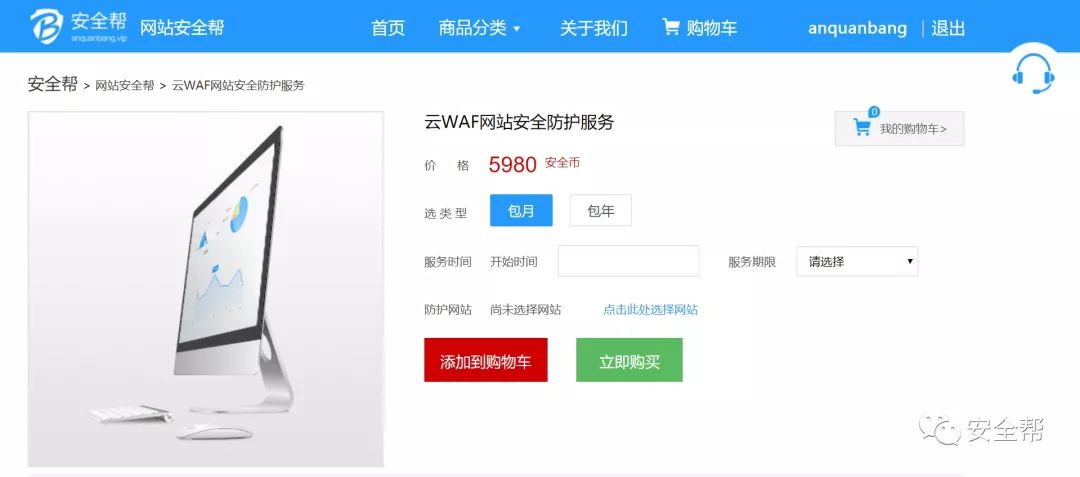 安全帮
anquanbang.vip
网站安全帮
首页
商品分类
关于我们
购物车
anquanbang | 退出
安全帮 > 网站安全帮 > 云WAF网站安全防护服务
云WAF网站安全防护服务
0
我的购物车>
价 格 5980 安全币
选 类 型 包月 包年
服务时间 开始时间 服务期限 请选择
防护网站 尚未选择网站 点击此处选择网站
添加到购物车 立即购买
安全帮